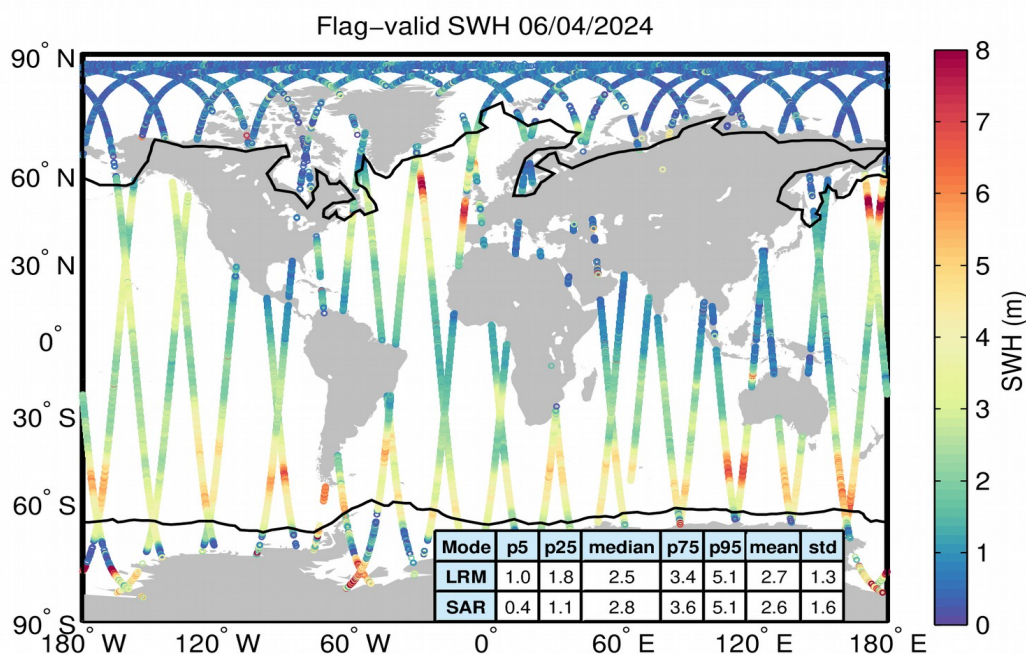 Flag−valid SWH 06/04/2024
90° N
60° N
30° N
0°
30° S
60° S
90° S
180° W
120° W
60° W
0°
60° E
120° E
180° E
Mode p5 p25 median p75 p95 mean std
LRM 1.0 1.8 2.5 3.4 5.1 2.7 1.3
SAR 0.4 1.1 2.8 3.6 5.1 2.6 1.6
8
7
6
5
4
3
2
1
0
SWH (m)